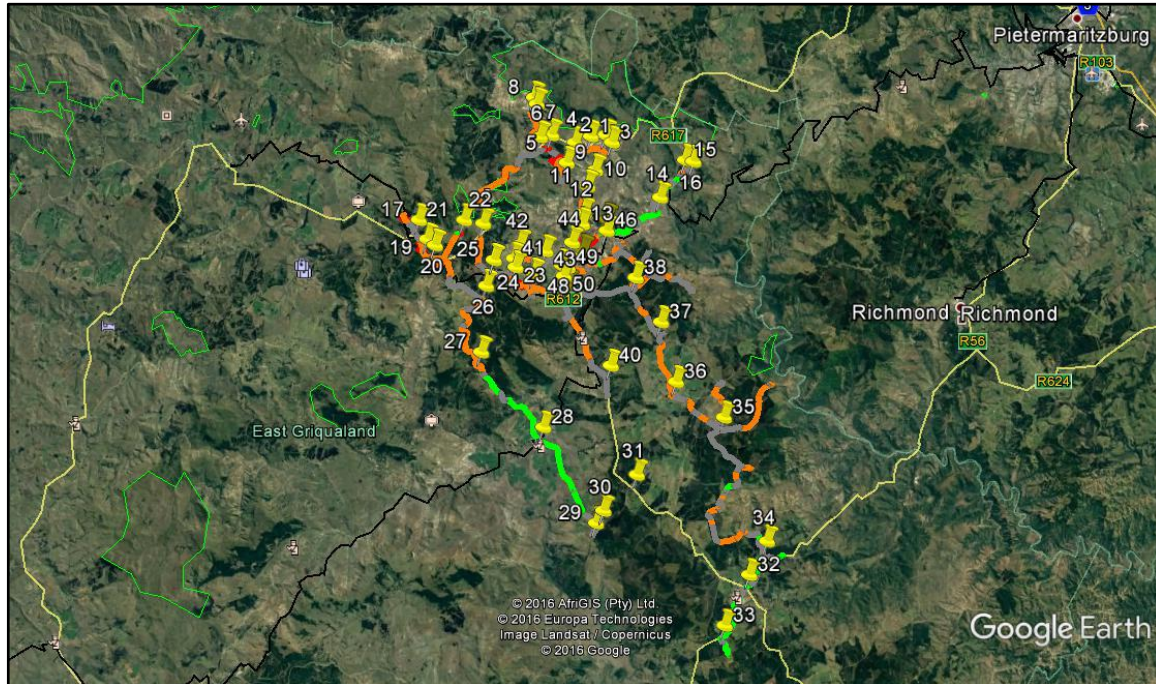 Pietermaritzburg
R103
8
6 7 4 2 1 3
R617
5 9
15
11 10
14 16
12
17 21 22 42 44 13 46
19 25 41 49
20 43 38
24 23
48 50
26 R612
37
Richmond Richmond
27
R56
40
36
R624
35
28
East Griqualand
31
30
29
34
32
© 2016 AfriGIS (Pty) Ltd.
© 2016 Europa Technologies
Image Landsat / Copernicus
© 2016 Google
33
Google Earth